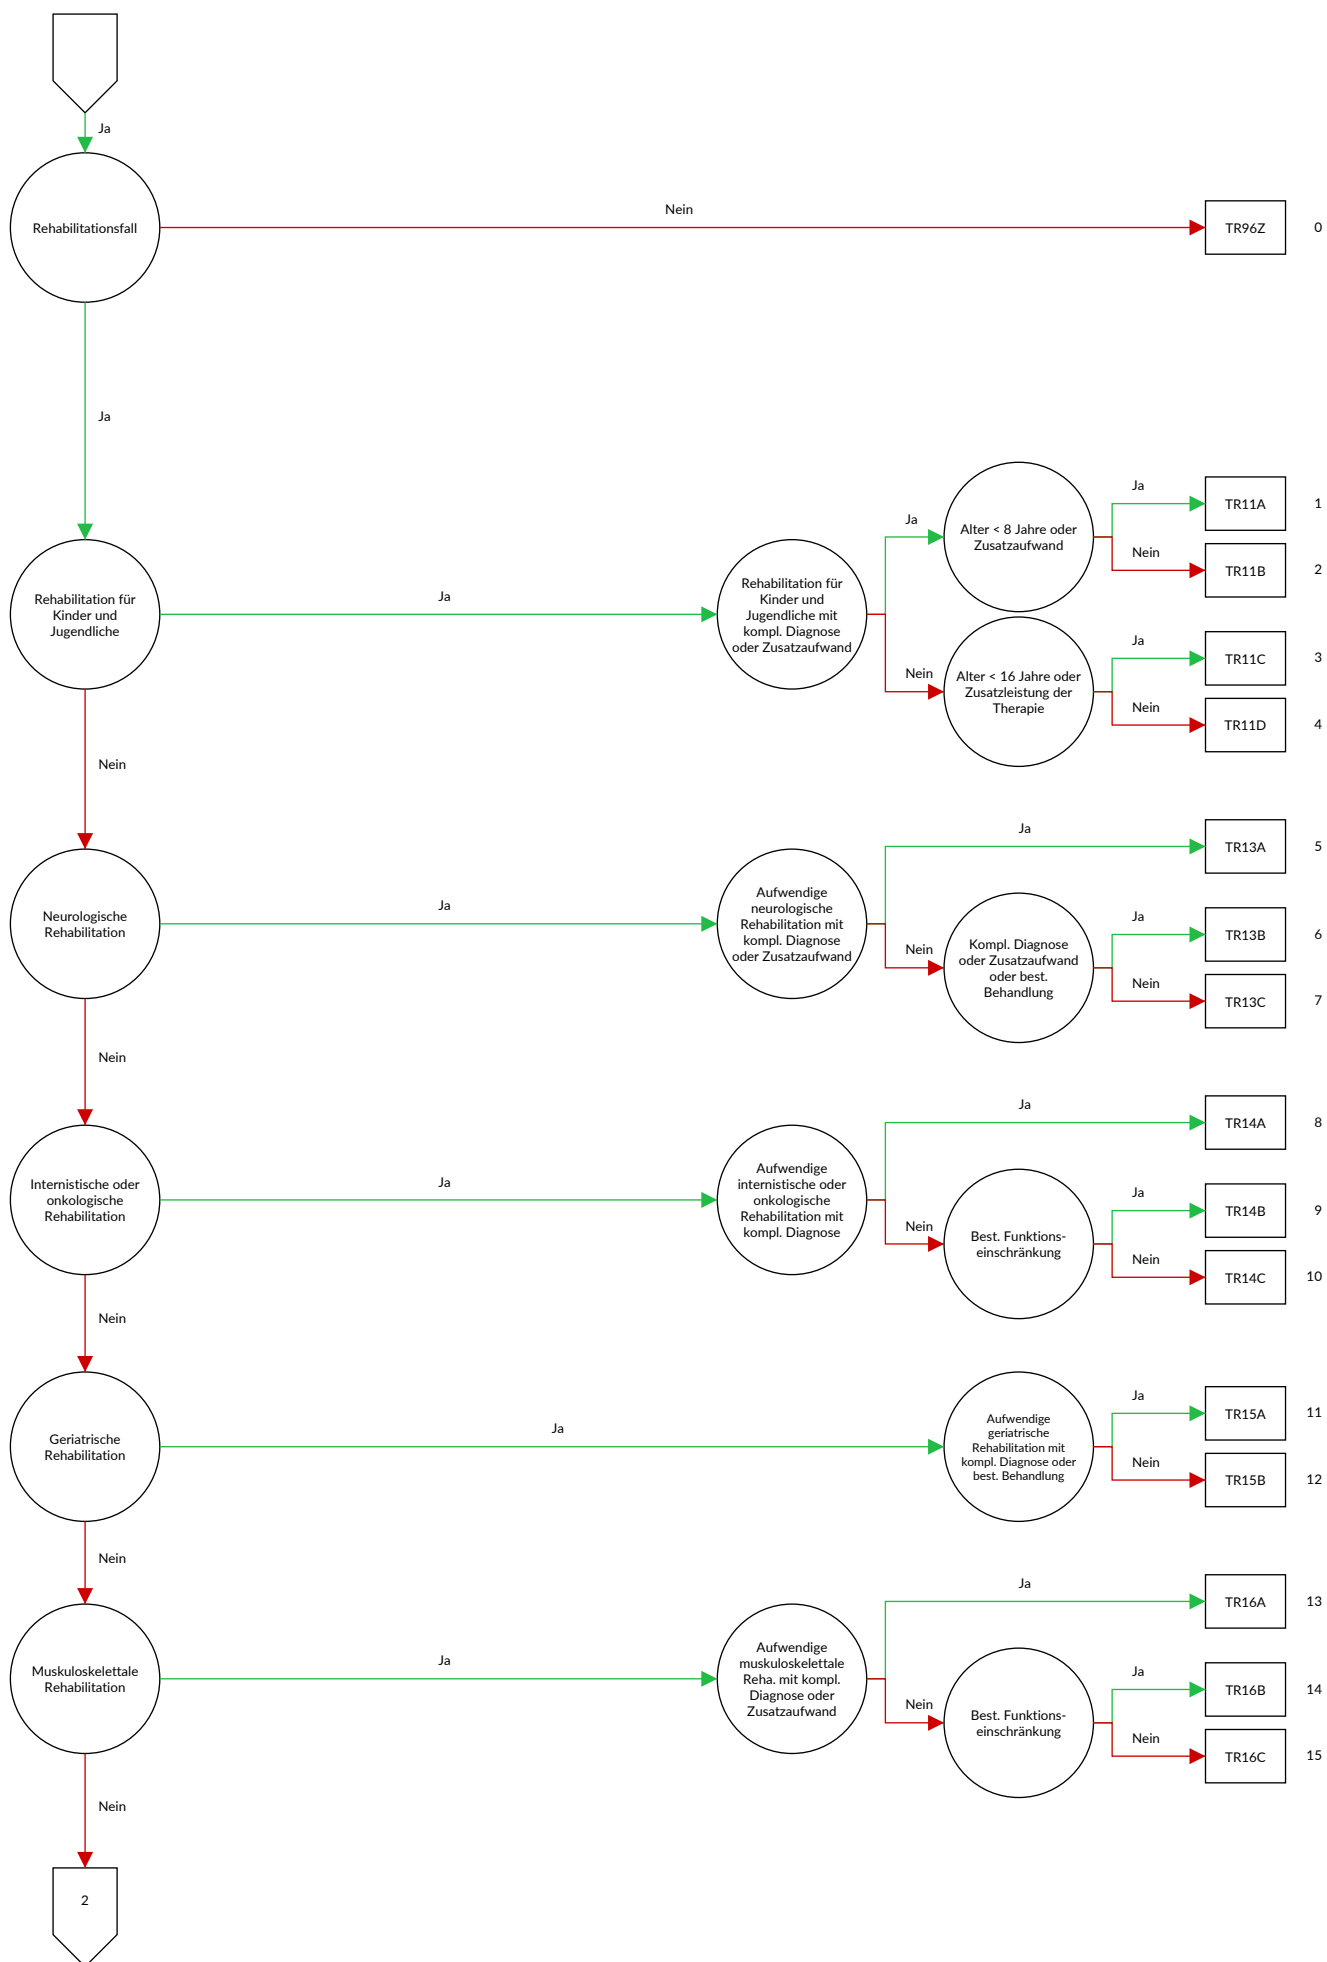 Ja
Rehabilitationsfall
Nein
TR96Z
0
Ja
Rehabilitation für
Kinder und
Jugendliche
Ja
Rehabilitation für
Kinder und
Jugendliche mit
kompl. Diagnose
oder Zusatzaufwand
Ja
Alter < 8 Jahre oder
Zusatzaufwand
Ja
TR11A
1
Nein
TR11B
2
Nein
Alter < 16 Jahre oder
Zusatzleistung der
Therapie
Ja
TR11C
3
Nein
TR11D
4
Nein
Neurologische
Rehabilitation
Ja
Aufwendige
neurologische
Rehabilitation mit
kompl. Diagnose
oder Zusatzaufwand
Ja
TR13A
5
Nein
Kompl. Diagnose
oder Zusatzaufwand
oder best.
Behandlung
Ja
TR13B
6
Nein
TR13C
7
Nein
Internistische oder
onkologische
Rehabilitation
Ja
Aufwendige
internistische oder
onkologische
Rehabilitation mit
kompl. Diagnose
Ja
TR14A
8
Nein
Best. Funktions-
einschränkung
Ja
TR14B
9
Nein
TR14C
10
Nein
Geriatrische
Rehabilitation
Ja
Aufwendige
geriatrische
Rehabilitation mit
kompl. Diagnose oder
best. Behandlung
Ja
TR15A
11
Nein
TR15B
12
Nein
Muskuloskelettale
Rehabilitation
Ja
Aufwendige
muskuloskelettale
Reha. mit kompl.
Diagnose oder
Zusatzaufwand
Ja
TR16A
13
Nein
Best. Funktions-
einschränkung
Ja
TR16B
14
Nein
TR16C
15
Nein
2